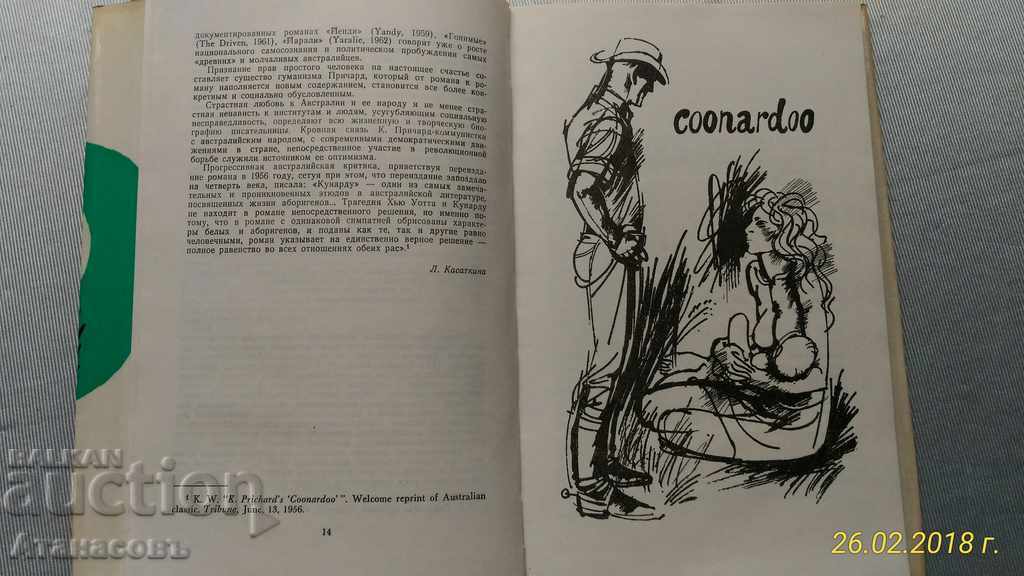 документированных романах «Йенди» (Yandy, 1959), «Гонимые»
(The Driven, 1961), «Йарали» (Yaralie, 1962) говорят уже о росте
национального самосознания и политическом пробуждении самых
«древних» и молчаливых австралийцев.
Признание прав простого человека на настоящее счастье со-
ставляет существо гуманизма Причард, который от романа к ро-
ману наполняется новым содержанием, становится все более кон-
кретным и социально обусловленным.
Страстная любовь к Австралии и ее народу и не менее страст-
ная ненависть к институтам и людям, усугубляющим социальную
несправедливость, определяют всю жизненную и творческую био-
графию писательницы. Кровная связь К. Причард-коммунистки
с австралийским народом, с современными демократическими дви-
жениями в стране, непосредственное участие в революционной
борьбе служили источником ее оптимизма.
Прогрессивная австралийская критика, приветствуя переизда-
ние романа в 1956 году, сетуя при этом, что переиздание запоздало
на четверть века, писала: «Кунарду» — один из самых замеча-
тельных и проникновенных этюдов в австралийской литературе,
посвященных жизни аборигенов... Трагедия Хью Уотта и Кунарду
не находит в романе непосредственного решения, но именно по-
тому, что в романе с одинаковой симпатией обрисованы характе-
ры белых и аборигенов, и поданы как те, так и другие равно
человечными, роман указывает на единственно верное решение —
полное равенство во всех отношениях обеих рас».¹
Л. Касаткина
¹ K. W. "K. Prichard's 'Coonardoo'". Welcome reprint of Australian
classic. Tribune, June, 13, 1956.
14
coonardoo
BALKAN
auction
Атанасовъ
26.02.2018 г.